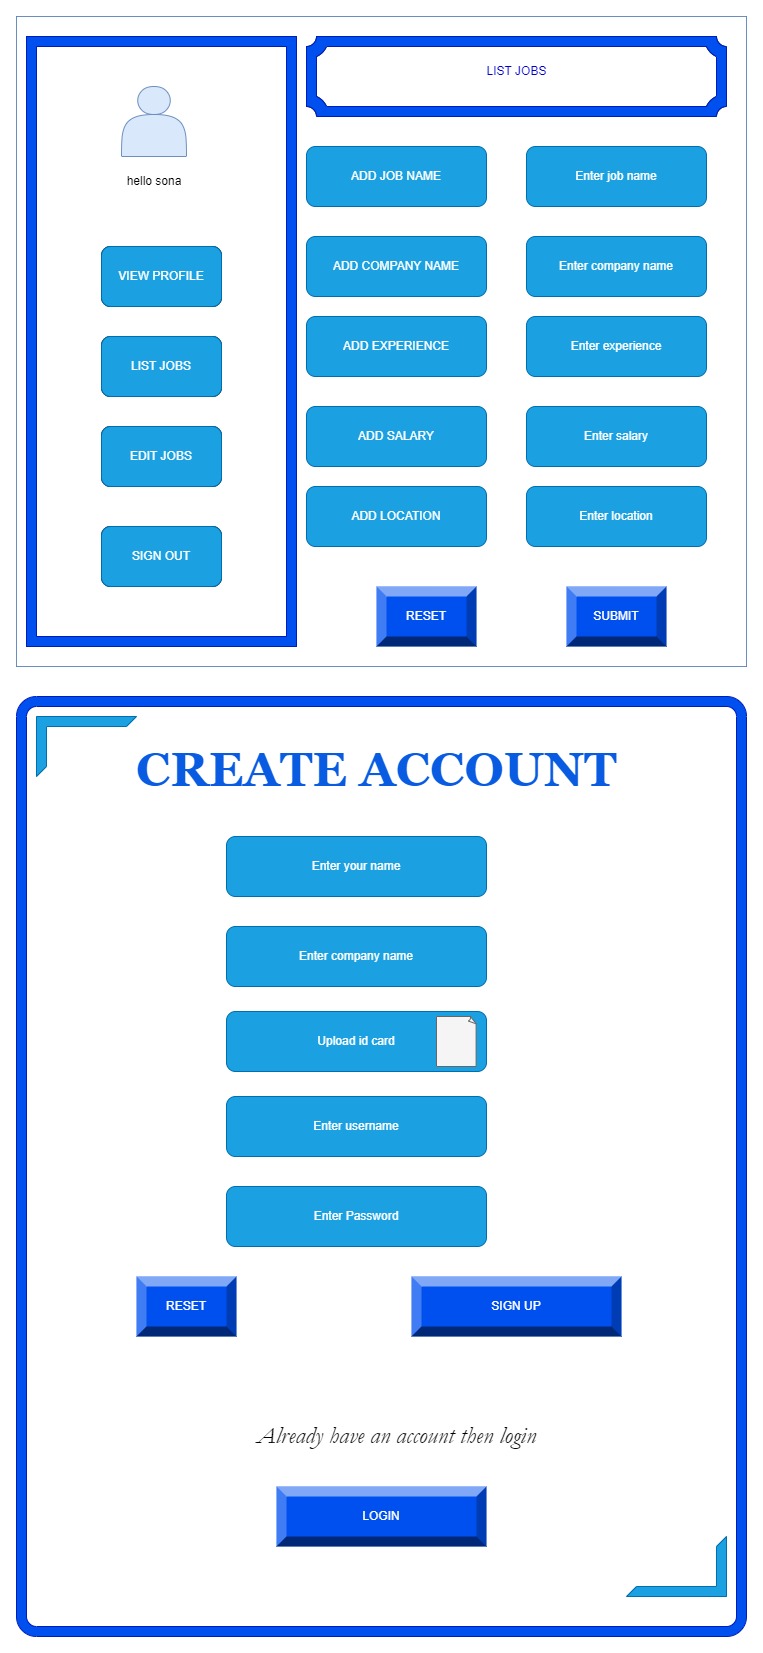 hello sona
VIEW PROFILE
LIST JOBS
EDIT JOBS
SIGN OUT
LIST JOBS
ADD JOB NAME
Enter job name
ADD COMPANY NAME
Enter company name
ADD EXPERIENCE
Enter experience
ADD SALARY
Enter salary
ADD LOCATION
Enter location
RESET
SUBMIT
CREATE ACCOUNT
Enter your name
Enter company name
Upload id card
Enter username
Enter Password
RESET
SIGN UP
Already have an account then login
LOGIN